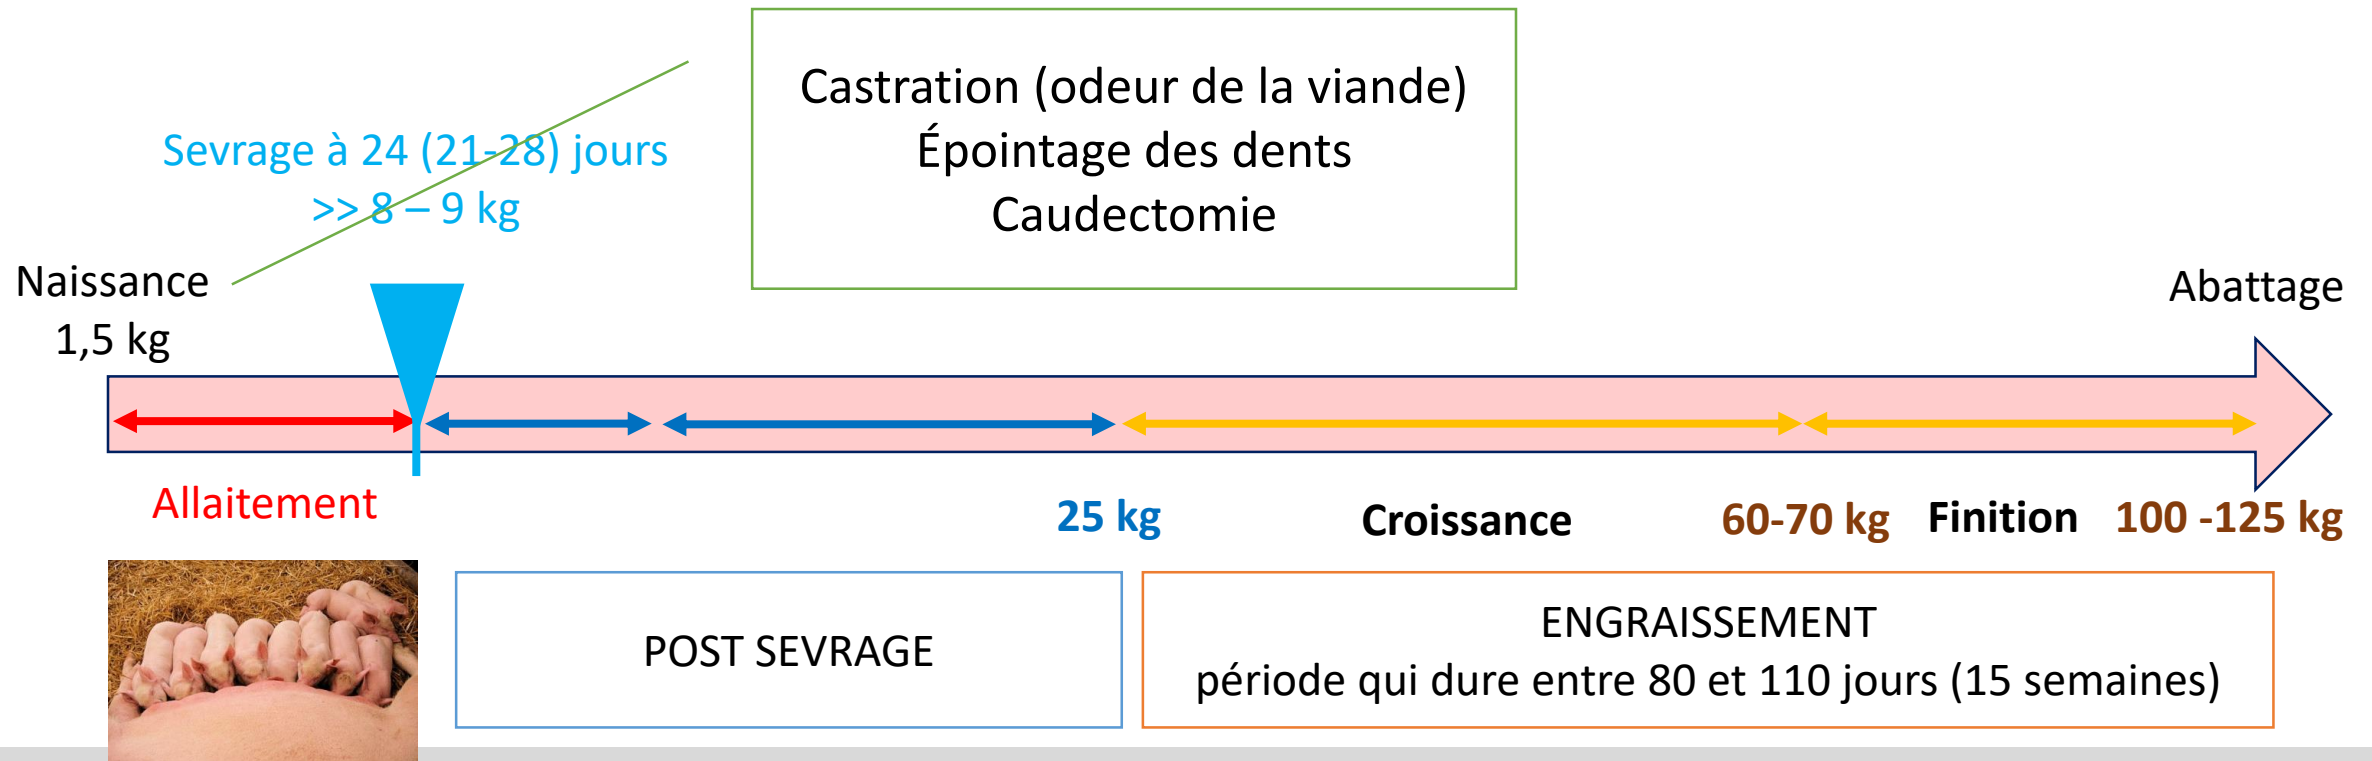 Castration (odeur de la viande)
Épointage des dents
Caudectomie
Sevrage à 24 (21-28) jours
>> 8 – 9 kg
Naissance
1,5 kg
Abattage
Allaitement
25 kg
Croissance
60-70 kg
Finition
100 -125 kg
POST SEVRAGE
ENGRAISSEMENT
période qui dure entre 80 et 110 jours (15 semaines)